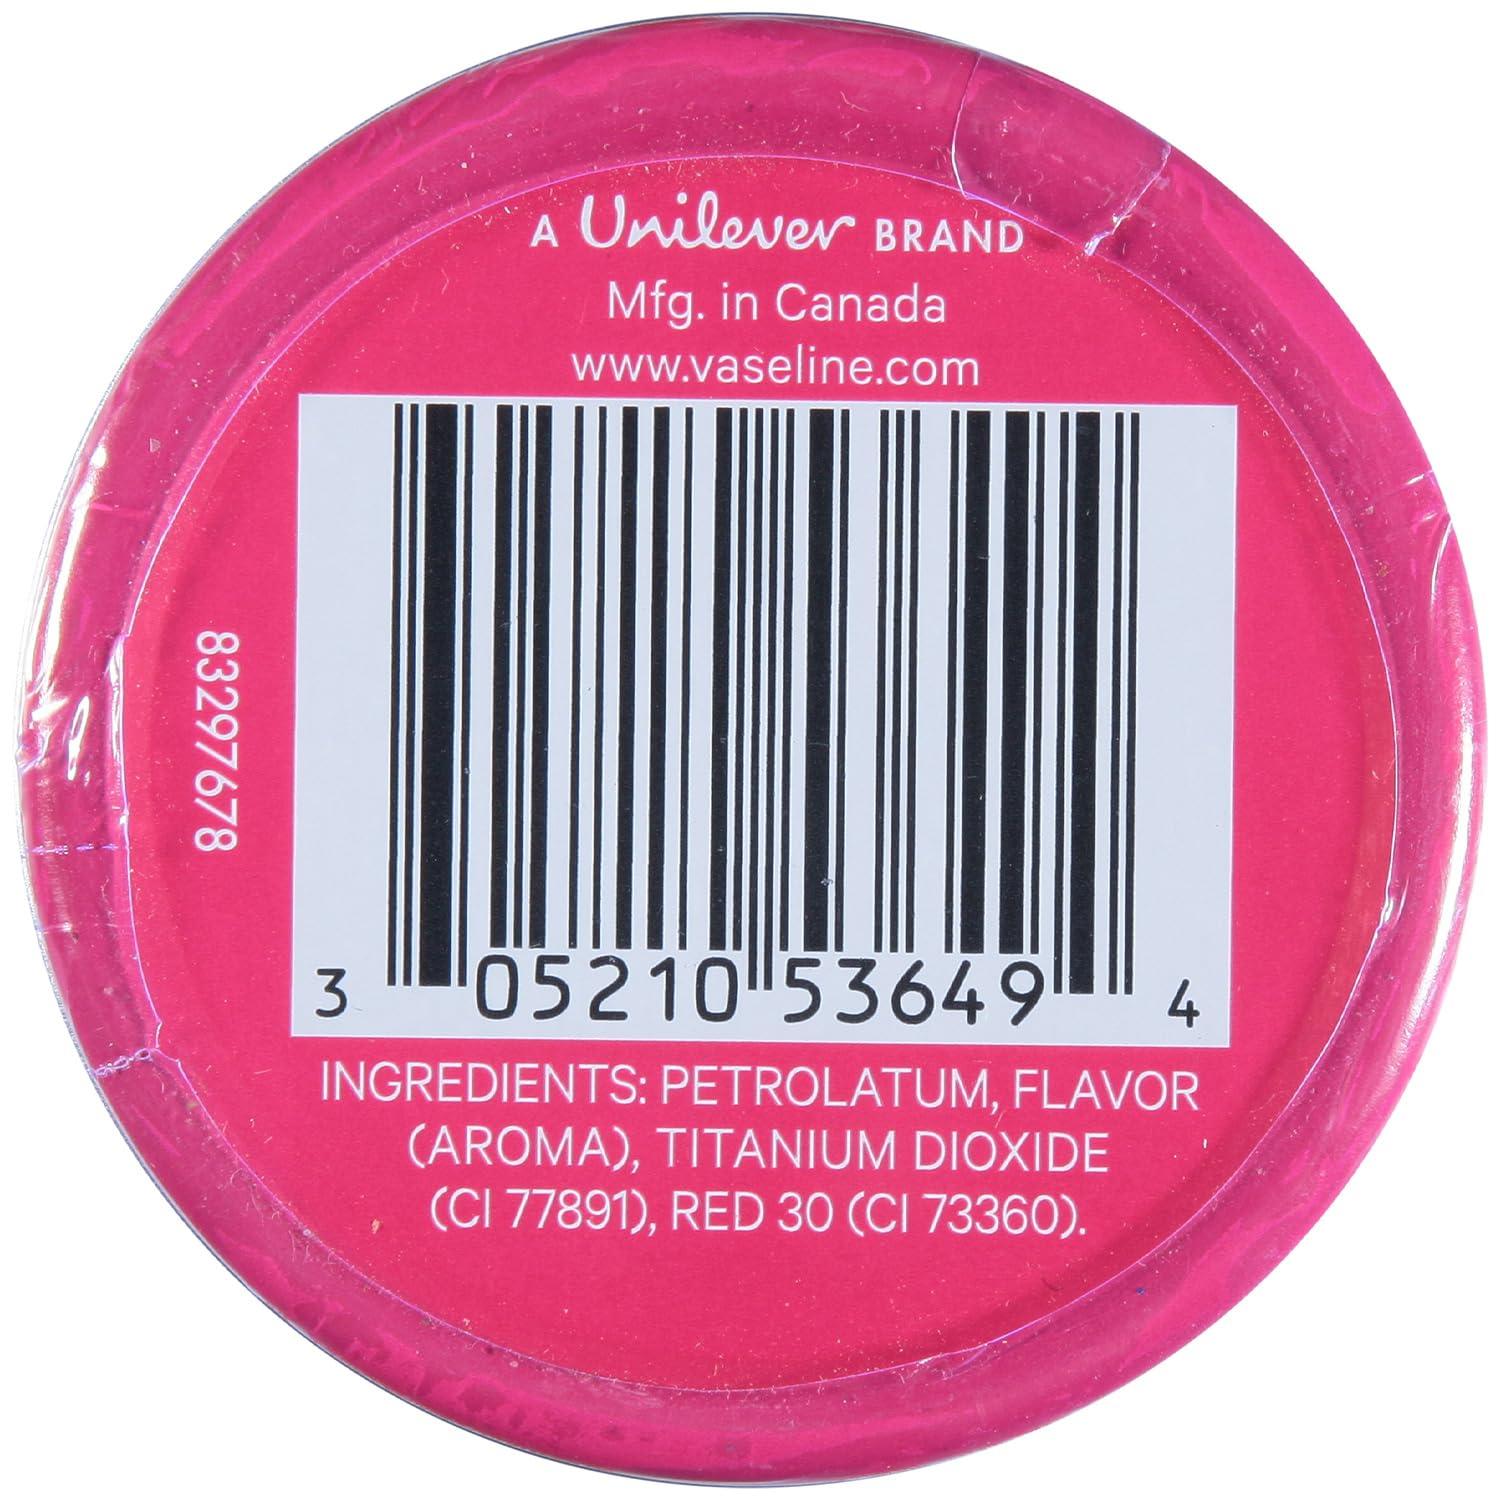 A Unilever BRAND
Mfg. in Canada
www.vaseline.com
83297678
3 05210 53649 4
INGREDIENTS: PETROLATUM, FLAVOR
(AROMA), TITANIUM DIOXIDE
(CI 77891), RED 30 (CI 73360).